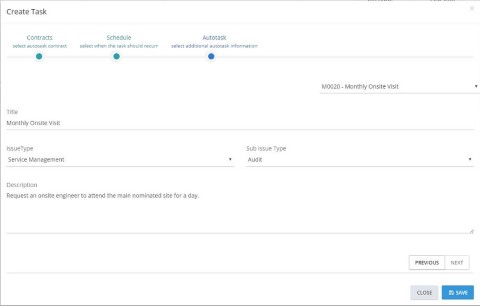 Create Task
Contracts
select autotask contract
Schedule
select when the task should recurr
Autotask
select additional autotask information
M0020 - Monthly Onsite Visit
Title
Monthly Onsite Visit
IssueType
Sub Issue Type
Service Management
Audit
Description
Request an onsite engineer to attend the main nominated site for a day.
PREVIOUS
NEXT
CLOSE
SAVE